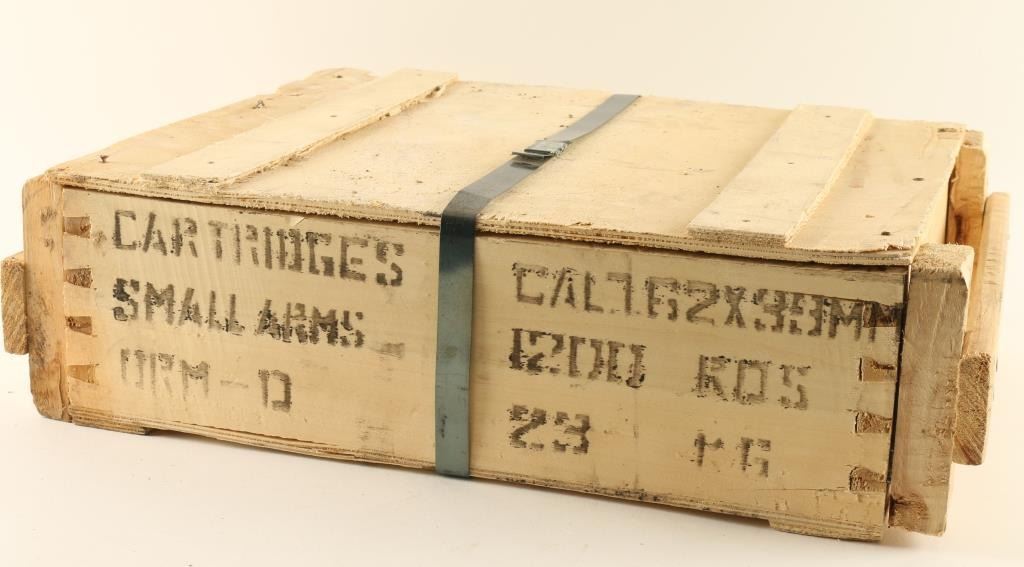 CARTRIDGES
SMALL ARMS
ORM-D
CAL 7.62X39MM
1200 RDS
23 KG